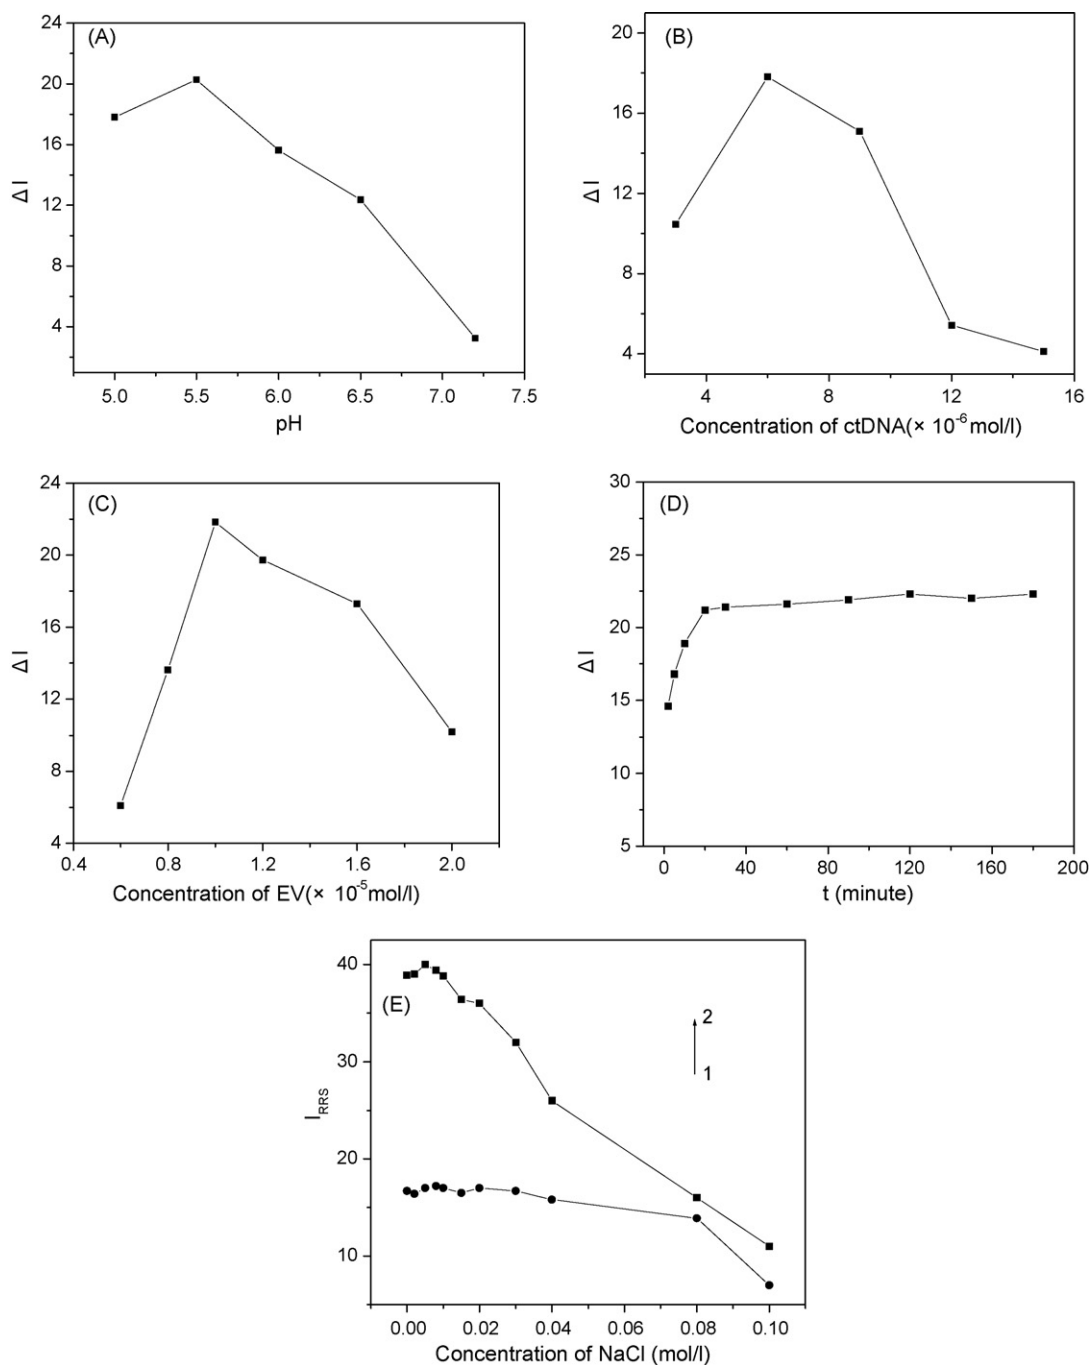 (A)
24
20
16
12
8
4
Δ I
5.0 5.5 6.0 6.5 7.0 7.5
pH
(B)
20
16
12
8
4
Δ I
4 8 12 16
Concentration of ctDNA(× 10⁻⁶ mol/l)
(C)
24
20
16
12
8
4
Δ I
0.4 0.8 1.2 1.6 2.0
Concentration of EV(× 10⁻⁵mol/l)
(D)
30
25
20
15
10
5
Δ I
0 40 80 120 160 200
t (minute)
(E)
40
30
20
10
I_RRS
2
1
0.00 0.02 0.04 0.06 0.08 0.10
Concentration of NaCl (mol/l)